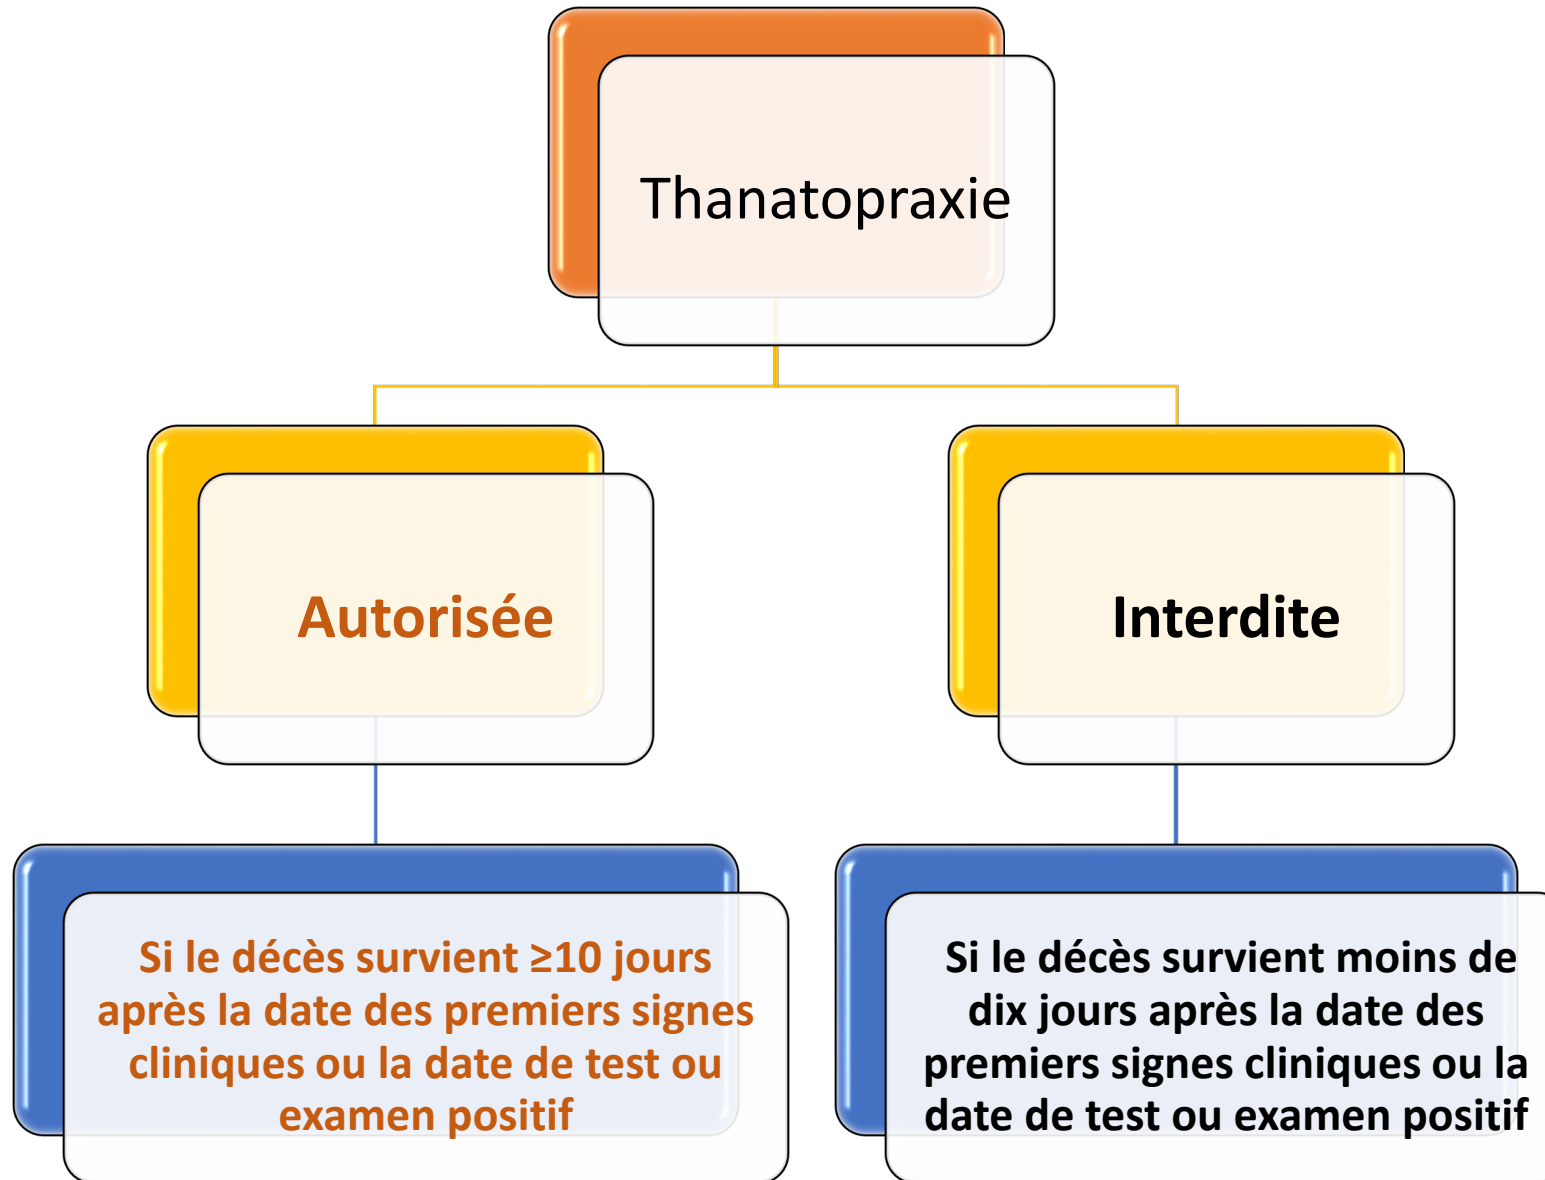 Thanatopraxie
Autorisée
Interdite
Si le décès survient ≥10 jours
après la date des premiers signes
cliniques ou la date de test ou
examen positif
Si le décès survient moins de
dix jours après la date des
premiers signes cliniques ou la
date de test ou examen positif